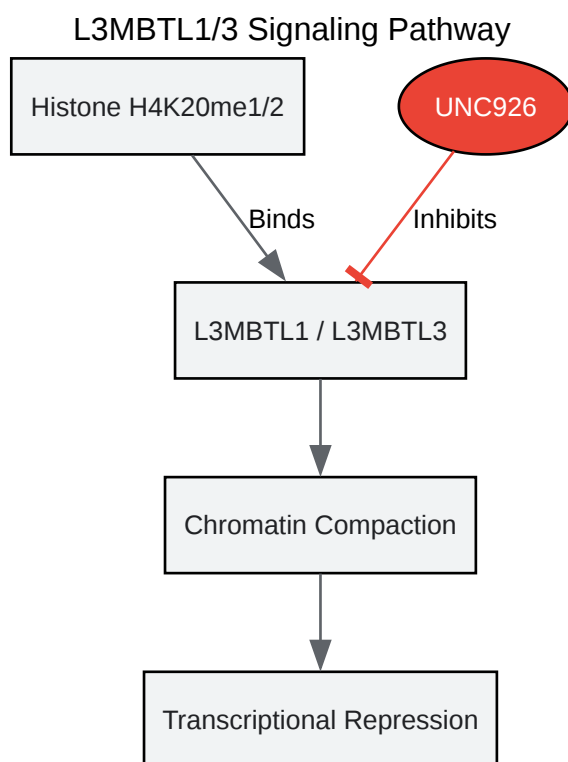 L3MBTL1/3 Signaling Pathway
Histone H4K20me1/2
UNC926
Binds
Inhibits
L3MBTL1 / L3MBTL3
Chromatin Compaction
Transcriptional Repression